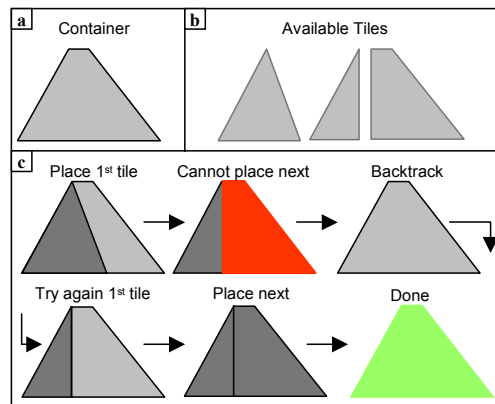 a
Container
b
Available Tiles
c
Place 1st tile
Cannot place next
Backtrack
Try again 1st tile
Place next
Done